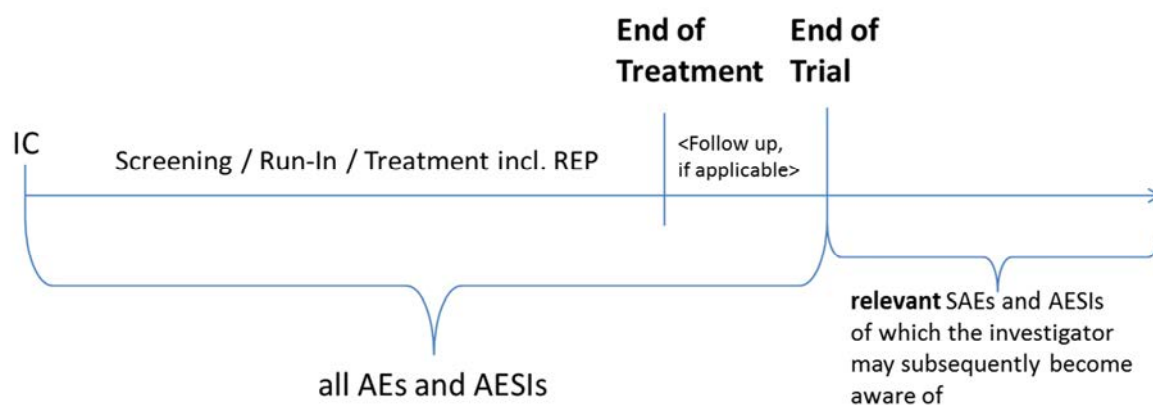 End of
Treatment
End of
Trial
IC
Screening / Run-In / Treatment incl. REP
<Follow up,
if applicable>
all AEs and AESIs
relevant SAEs and AESIs
of which the investigator
may subsequently become
aware of